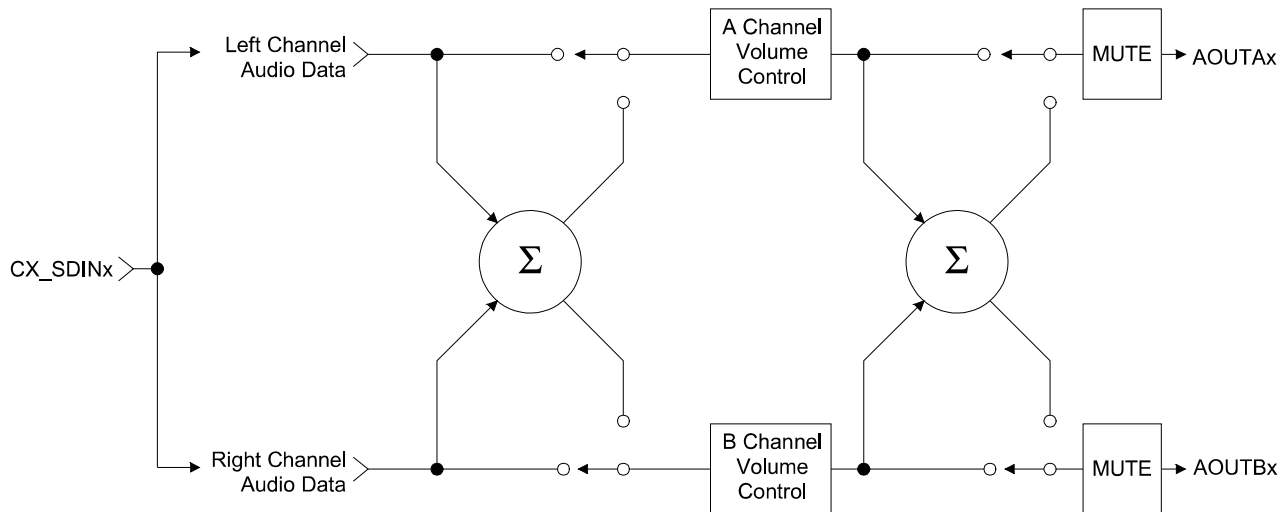 Left Channel
Audio Data
A Channel
Volume
Control
MUTE
AOUTAx
Σ
Σ
CX_SDINx
Right Channel
Audio Data
B Channel
Volume
Control
MUTE
AOUTBx